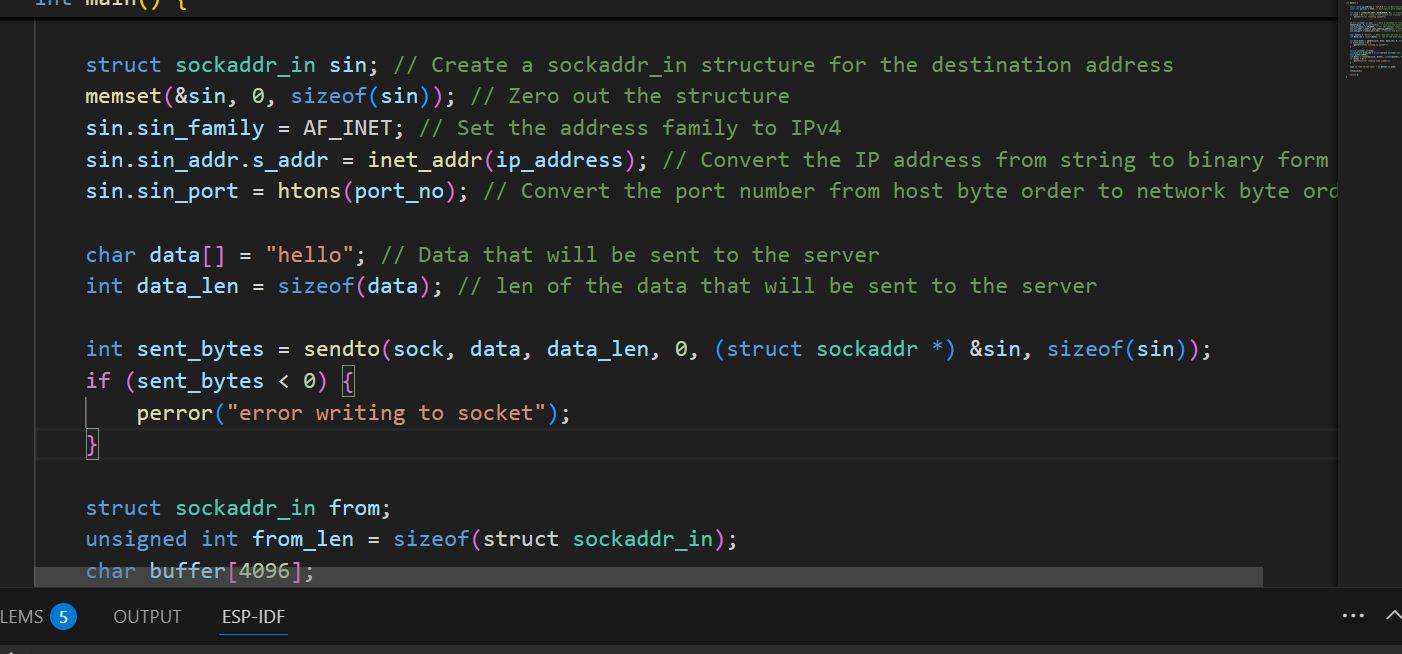 int main() {
struct sockaddr_in sin; // Create a sockaddr_in structure for the destination address
memset(&sin, 0, sizeof(sin)); // Zero out the structure
sin.sin_family = AF_INET; // Set the address family to IPv4
sin.sin_addr.s_addr = inet_addr(ip_address); // Convert the IP address from string to binary form
sin.sin_port = htons(port_no); // Convert the port number from host byte order to network byte ord
char data[] = "hello"; // Data that will be sent to the server
int data_len = sizeof(data); // len of the data that will be sent to the server
int sent_bytes = sendto(sock, data, data_len, 0, (struct sockaddr *) &sin, sizeof(sin));
if (sent_bytes < 0) {
perror("error writing to socket");
}
struct sockaddr_in from;
unsigned int from_len = sizeof(struct sockaddr_in);
char buffer[4096];
LEMS 5 OUTPUT ESP-IDF